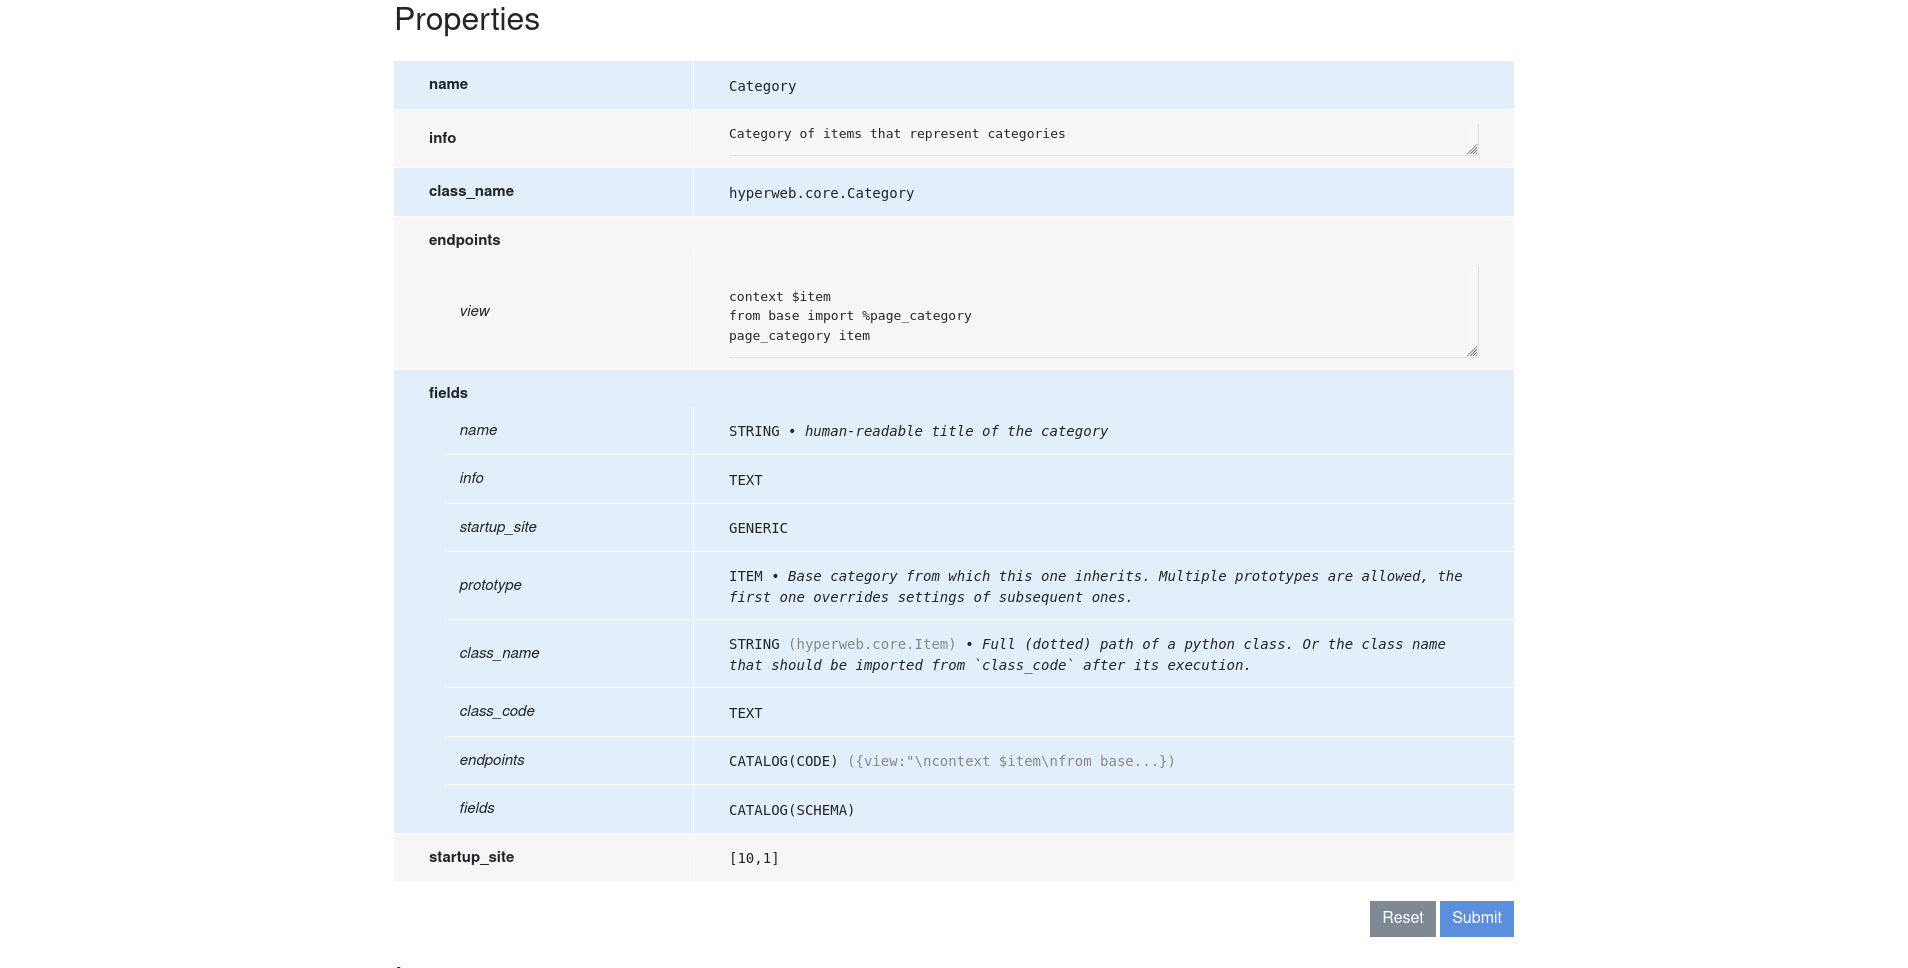 Properties
name
Category
info
Category of items that represent categories
class_name
hyperweb.core.Category
endpoints
view
context $item
from base import %page_category
page_category item
fields
name
STRING • human-readable title of the category
info
TEXT
startup_site
GENERIC
prototype
ITEM • Base category from which this one inherits. Multiple prototypes are allowed, the
first one overrides settings of subsequent ones.
class_name
STRING (hyperweb.core.Item) • Full (dotted) path of a python class. Or the class name
that should be imported from `class_code` after its execution.
class_code
TEXT
endpoints
CATALOG(CODE) ({view:"\ncontext $item\nfrom base...})
fields
CATALOG(SCHEMA)
startup_site
[10,1]
Reset Submit